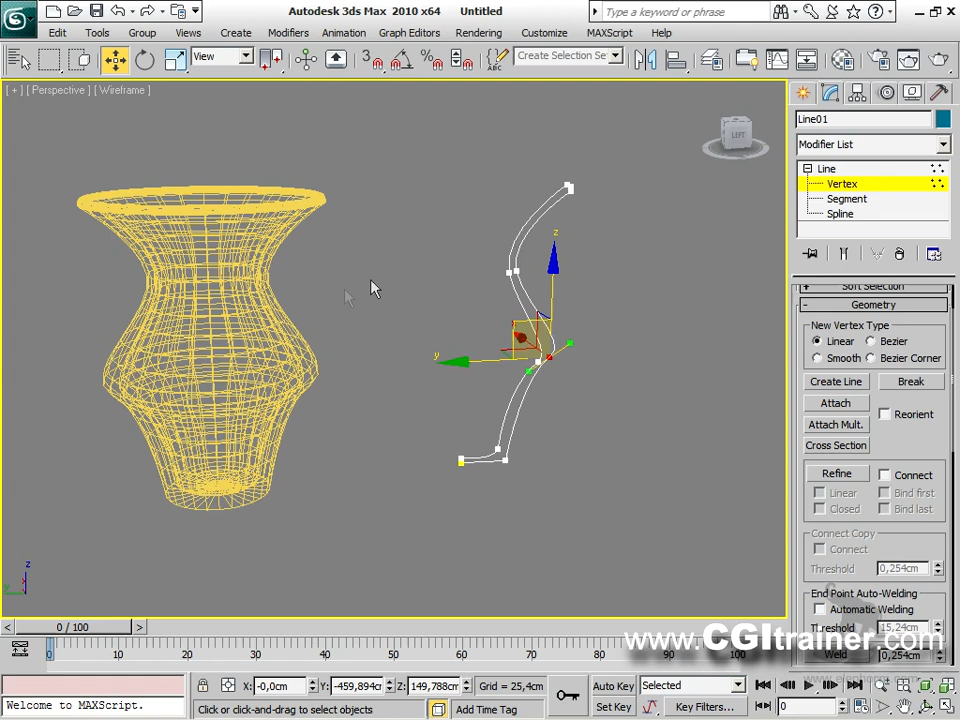 Autodesk 3ds Max 2010 x64 Untitled
Type a keyword or phrase
Edit Tools Group Views Create Modifiers Animation Graph Editors Rendering Customize MAXScript Help
View
3
%
ABC
Create Selection Se
[ + ] [ Perspective ] [ Wireframe ]
LEFT
z
y
z
y
Line01
Modifier List
Line
Vertex
Segment
Spline
Soft Selection
Geometry
New Vertex Type
Linear Bezier
Smooth Bezier Corner
Create Line Break
Attach
Reorient
Attach Mult.
Cross Section
Refine Connect
Linear Bind first
Closed Bind last
Connect Copy
Connect
Threshold 0,254cm
End Point Auto-Welding
Automatic Welding
Threshold 15,24cm
Weld 0,254cm
www.CGItrainer.com
< 0 / 100 >
0 10 20 30 40 50 60 70 80 90 100
X: -0,0cm Y: -459,894cm Z: 149,788cm Grid = 25,4cm
Auto Key Selected
Welcome to MAXScript.
Click or click-and-drag to select objects
Add Time Tag
Set Key Key Filters... 0